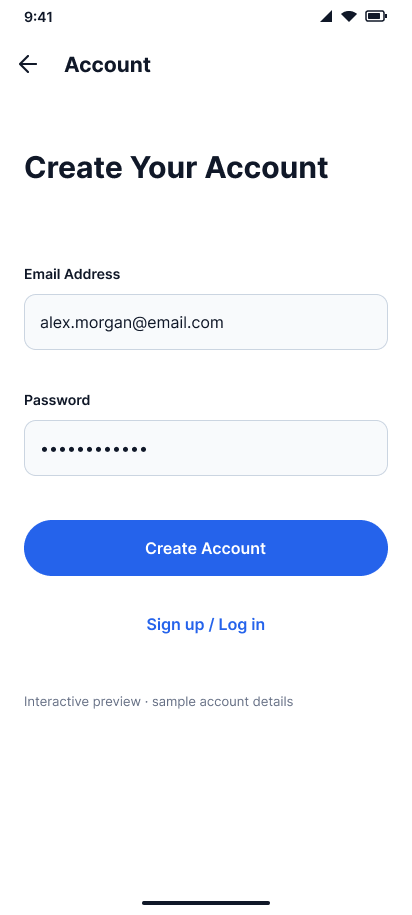 9:41
Account
Create Your Account
Email Address
alex.morgan@email.com
Password
••••••••••••
Create Account
Sign up / Log in
Interactive preview · sample account details